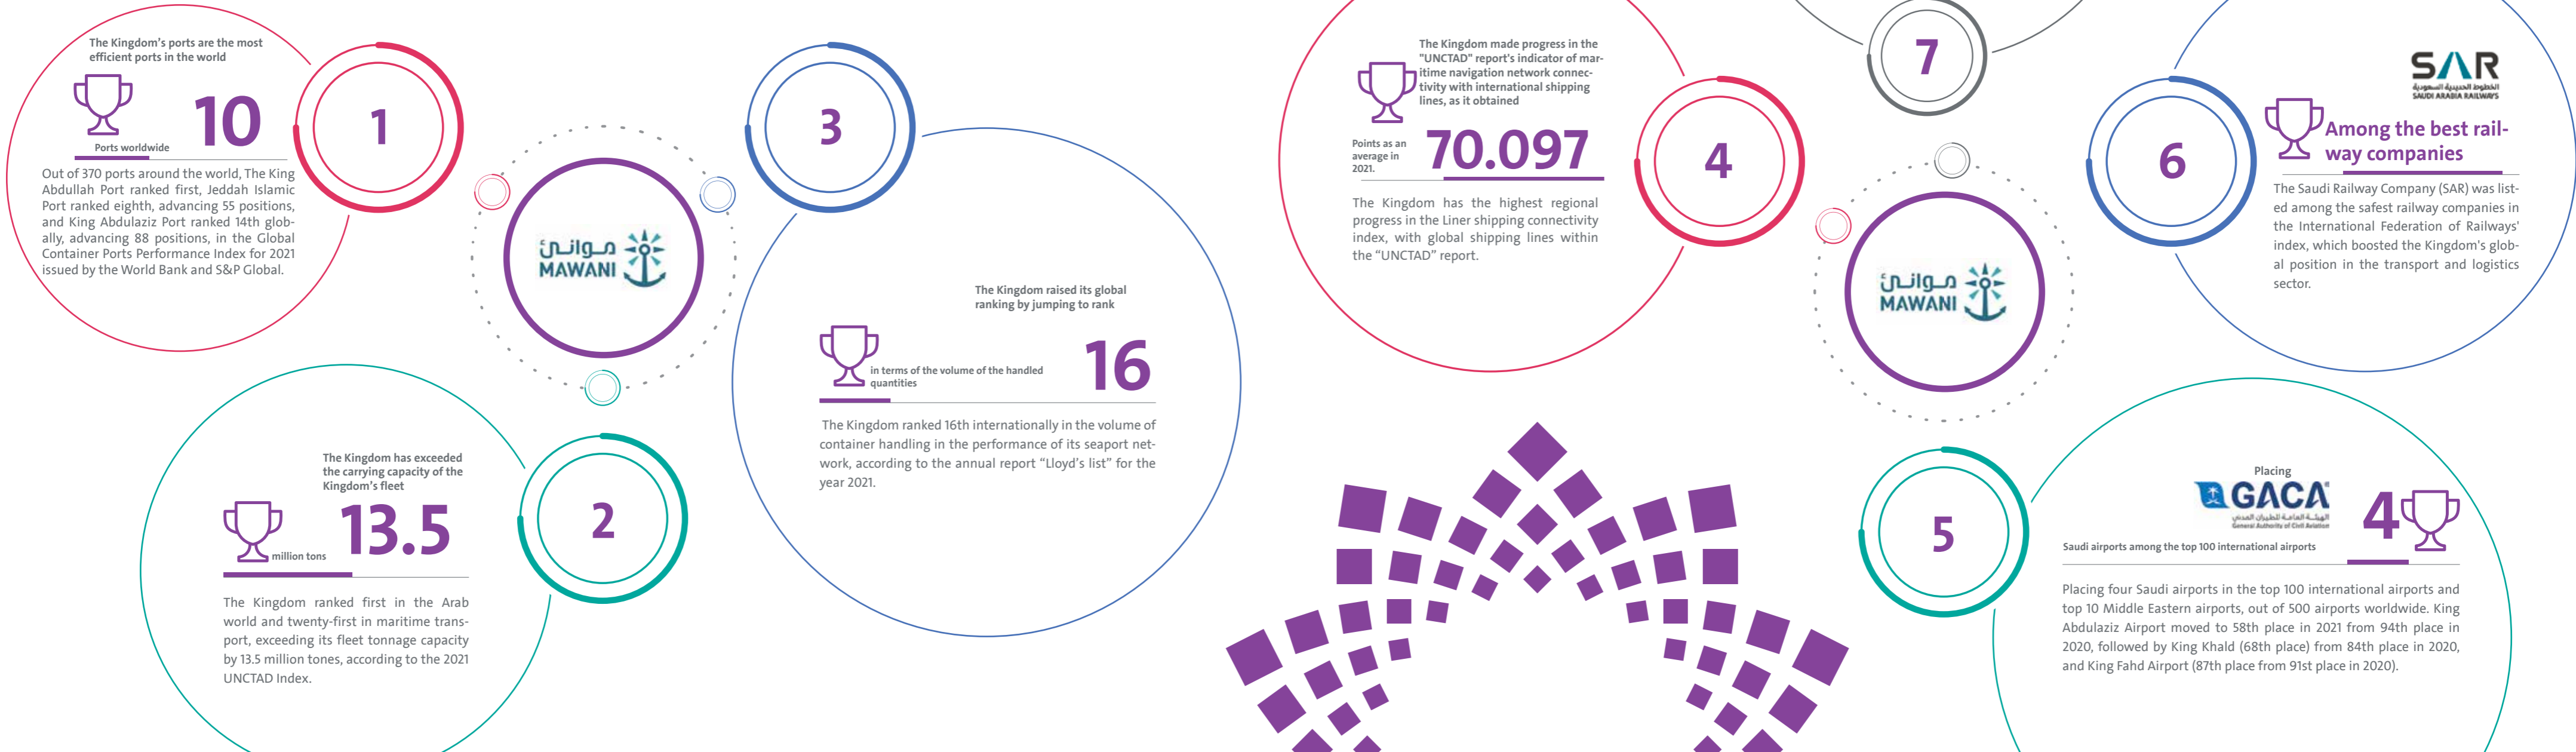 The Kingdom's ports are the most
efficient ports in the world
10
Ports worldwide
1
Out of 370 ports around the world, The King
Abdullah Port ranked first, Jeddah Islamic
Port ranked eighth, advancing 55 positions,
and King Abdulaziz Port ranked 14th glob-
ally, advancing 88 positions, in the Global
Container Ports Performance Index for 2021
issued by the World Bank and S&P Global.
موانئ
MAWANI
The Kingdom has exceeded
the carrying capacity of the
Kingdom's fleet
13.5
million tons
2
The Kingdom ranked first in the Arab
world and twenty-first in maritime trans-
port, exceeding its fleet tonnage capacity
by 13.5 million tones, according to the 2021
UNCTAD Index.
3
The Kingdom raised its global
ranking by jumping to rank
16
in terms of the volume of the handled
quantities
The Kingdom ranked 16th internationally in the volume of
container handling in the performance of its seaport net-
work, according to the annual report “Lloyd's list” for the
year 2021.
The Kingdom made progress in the
"UNCTAD" report's indicator of mar-
itime navigation network connec-
tivity with international shipping
lines, as it obtained
Points as an
average in
2021.
70.097
4
The Kingdom has the highest regional
progress in the Liner shipping connectivity
index, with global shipping lines within
the “UNCTAD” report.
7
موانئ
MAWANI
5
Placing
GACA
الهيئة العامة للطيران المدني
General Authority of Civil Aviation
4
Saudi airports among the top 100 international airports
Placing four Saudi airports in the top 100 international airports and
top 10 Middle Eastern airports, out of 500 airports worldwide. King
Abdulaziz Airport moved to 58th place in 2021 from 94th place in
2020, followed by King Khald (68th place) from 84th place in 2020,
and King Fahd Airport (87th place from 91st place in 2020).
6
SAR
الخطوط الحديدية السعودية
SAUDI ARABIA RAILWAYS
Among the best rail-
way companies
The Saudi Railway Company (SAR) was list-
ed among the safest railway companies in
the International Federation of Railways'
index, which boosted the Kingdom's glob-
al position in the transport and logistics
sector.